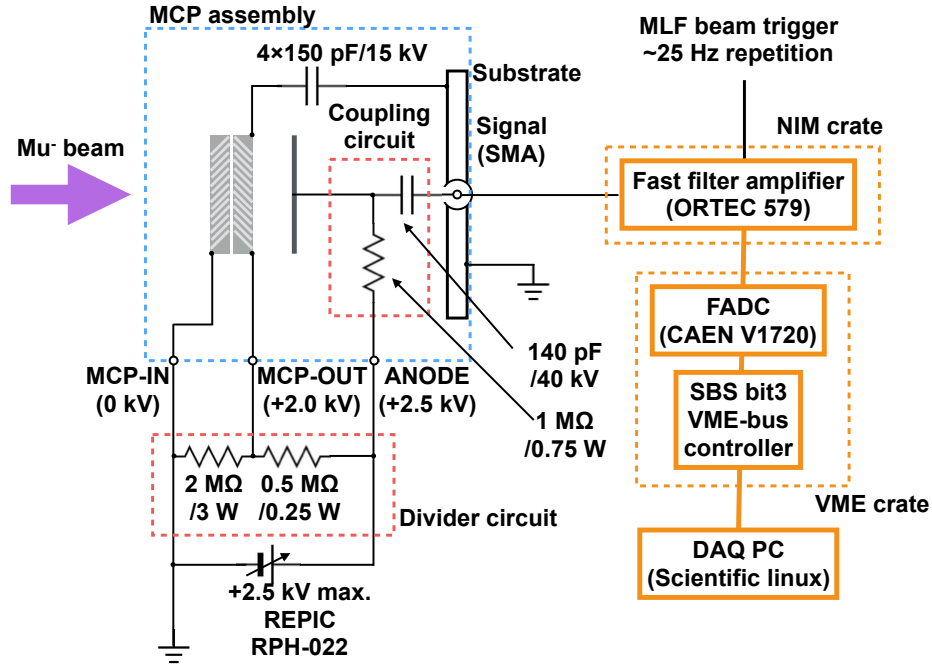 MCP assembly
4×150 pF/15 kV
Substrate
Coupling
circuit
Signal
(SMA)
Mu⁻ beam
MLF beam trigger
~25 Hz repetition
NIM crate
Fast filter amplifier
(ORTEC 579)
FADC
(CAEN V1720)
SBS bit3
VME-bus
controller
VME crate
DAQ PC
(Scientific linux)
140 pF
/40 kV
1 MΩ
/0.75 W
MCP-IN
(0 kV)
MCP-OUT
(+2.0 kV)
ANODE
(+2.5 kV)
2 MΩ
/3 W
0.5 MΩ
/0.25 W
Divider circuit
+2.5 kV max.
REPIC
RPH-022